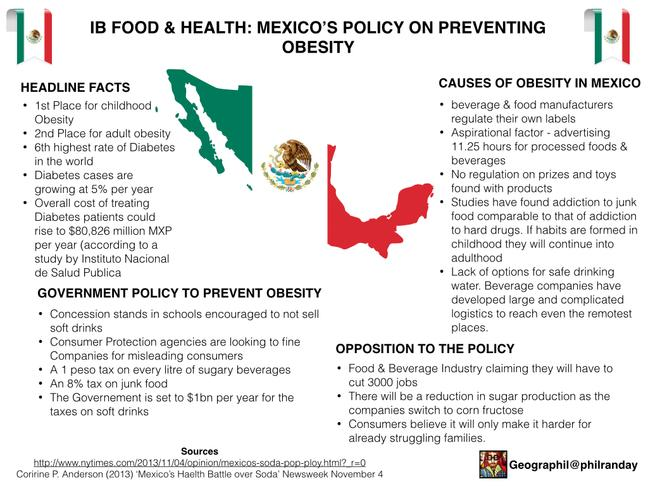 IB FOOD & HEALTH: MEXICO'S POLICY ON PREVENTING
OBESITY
HEADLINE FACTS
• 1st Place for childhood
Obesity
• 2nd Place for adult obesity
• 6th highest rate of Diabetes
in the world
• Diabetes cases are
growing at 5% per year
• Overall cost of treating
Diabetes patients could
rise to $80,826 million MXP
per year (according to a
study by Instituto Nacional
de Salud Publica
CAUSES OF OBESITY IN MEXICO
• beverage & food manufacturers
regulate their own labels
• Aspirational factor - advertising
11.25 hours for processed foods &
beverages
• No regulation on prizes and toys
found with products
• Studies have found addiction to junk
food comparable to that of addiction
to hard drugs. If habits are formed in
childhood they will continue into
adulthood
• Lack of options for safe drinking
water. Beverage companies have
developed large and complicated
logistics to reach even the remotest
places.
GOVERNMENT POLICY TO PREVENT OBESITY
• Concession stands in schools encouraged to not sell
soft drinks
• Consumer Protection agencies are looking to fine
Companies for misleading consumers
• A 1 peso tax on every litre of sugary beverages
• An 8% tax on junk food
• The Governement is set to $1bn per year for the
taxes on soft drinks
OPPOSITION TO THE POLICY
• Food & Beverage Industry claiming they will have to
cut 3000 jobs
• There will be a reduction in sugar production as the
companies switch to corn fructose
• Consumers believe it will only make it harder for
already struggling families.
Sources
http://www.nytimes.com/2013/11/04/opinion/mexicos-soda-pop-ploy.html?_r=0
Coririne P. Anderson (2013) 'Mexico's Haelth Battle over Soda' Newsweek November 4
Geographil@philranday